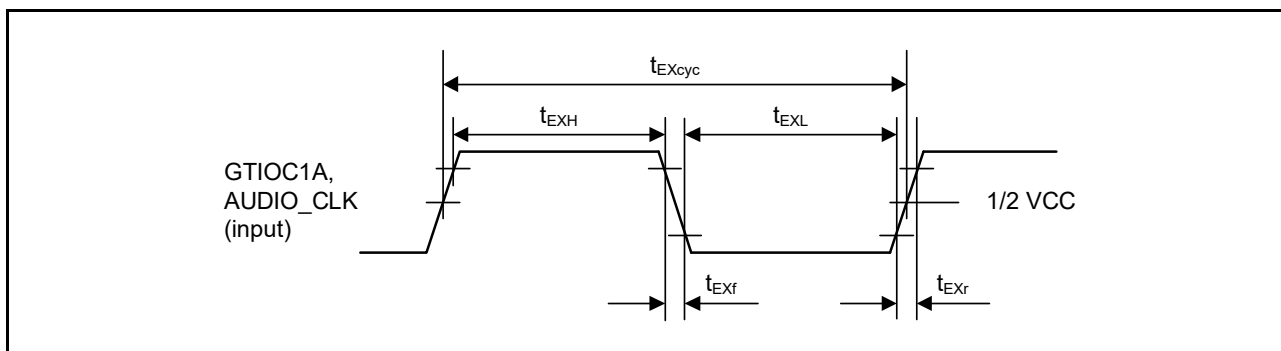 tEXcyc
tEXH
tEXL
GTIOC1A,
AUDIO_CLK
(input)
1/2 VCC
tEXf
tEXr